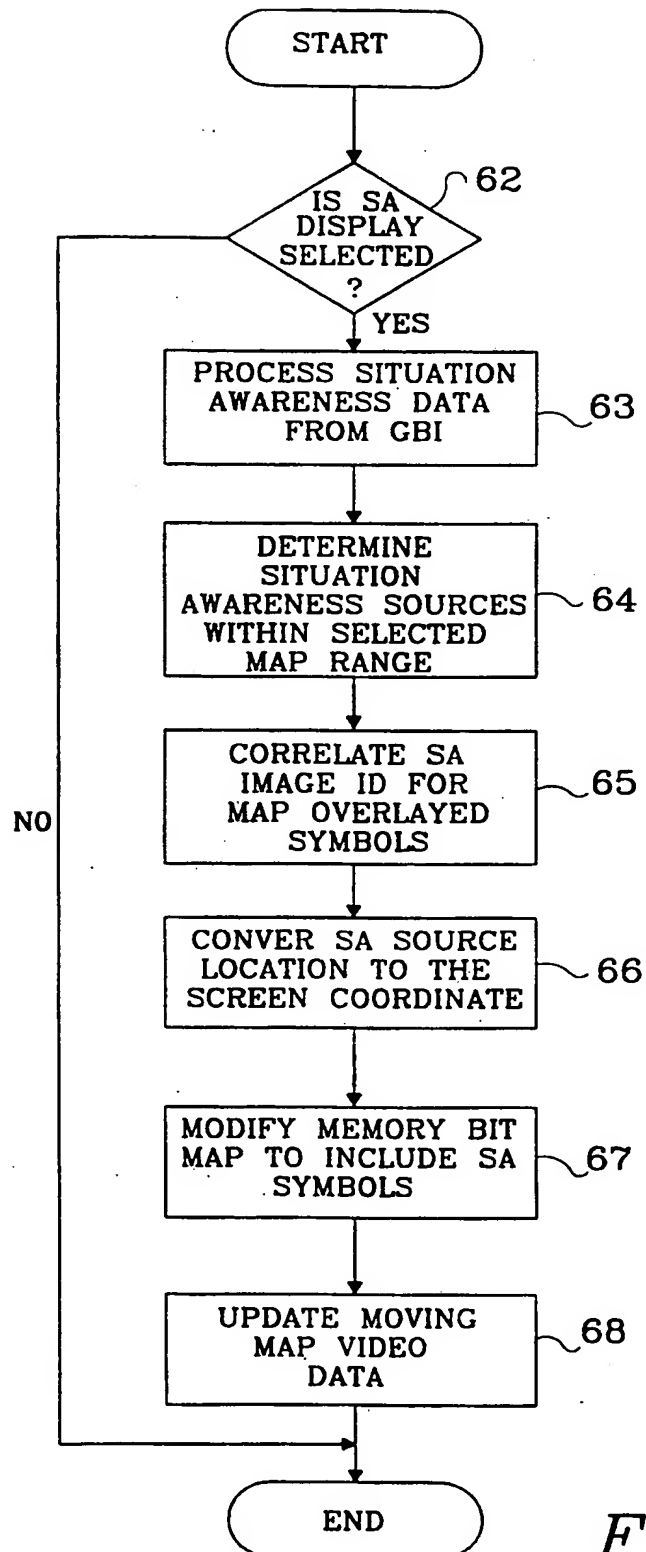 START
62
IS SA
DISPLAY
SELECTED
?
YES
PROCESS SITUATION
AWARENESS DATA
FROM GBI
63
DETERMINE
SITUATION
AWARENESS SOURCES
WITHIN SELECTED
MAP RANGE
64
CORRELATE SA
IMAGE ID FOR
MAP OVERLAYED
SYMBOLS
65
NO
CONVER SA SOURCE
LOCATION TO THE
SCREEN COORDINATE
66
MODIFY MEMORY BIT
MAP TO INCLUDE SA
SYMBOLS
67
UPDATE MOVING
MAP VIDEO
DATA
68
END
F